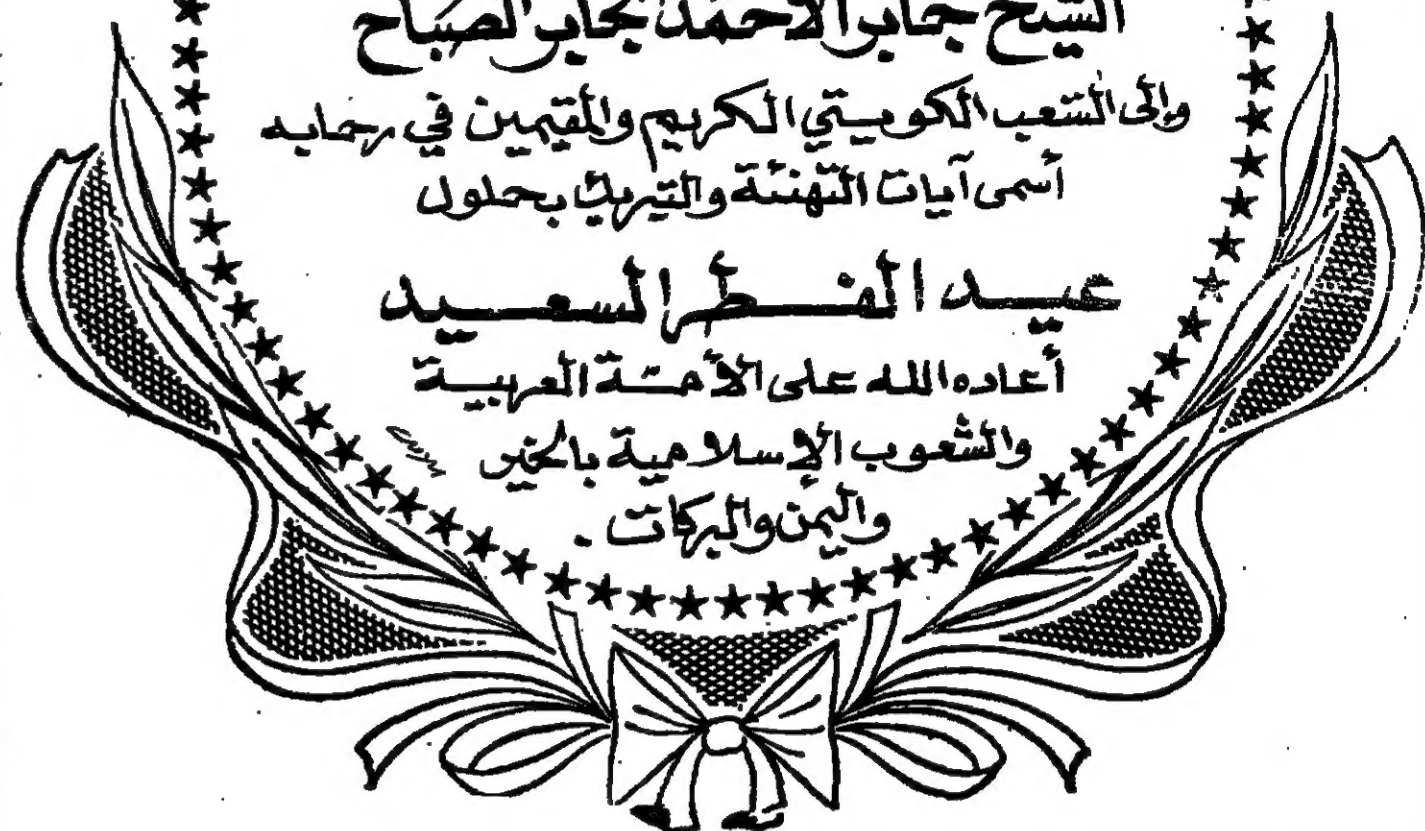 الشيخ جابر الأحمد الجابر الصباح
وإلى الشعب الكويتي الكريم والمقيمين في رحابه
أسمى آيات التهنئة والتبريك بحلول
عيد الفطر السعيد
أعاده الله على الأمة العربية
والشعوب الإسلامية بالخير
واليمن والبركات .